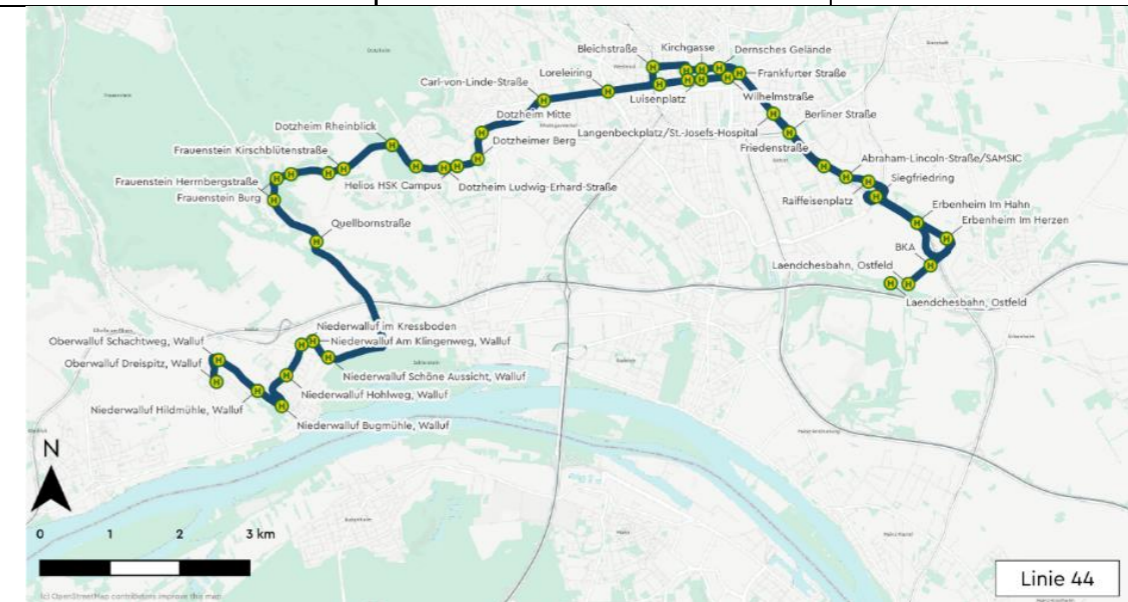 Bleichstraße
Kirchgasse
Dernsches Gelände
Loreleiring
Frankfurter Straße
Carl-von-Linde-Straße
Luisenplatz
Wilhelmstraße
Dotzheim Mitte
Berliner Straße
Dotzheim Rheinblick
Langenbeckplatz/St.-Josefs-Hospital
Dotzheimer Berg
Friedenstraße
Frauenstein Kirschblütenstraße
Abraham-Lincoln-Straße/SAMSIC
Frauenstein Herrnbergstraße
Helios HSK Campus
Dotzheim Ludwig-Erhard-Straße
Siegfriedring
Frauenstein Burg
Raiffeisenplatz
Erbenheim Im Hahn
Quellbornstraße
Erbenheim Im Herzen
BKA
Laendchesbahn, Ostfeld
Laendchesbahn, Ostfeld
Niederwalluf im Kressboden
Oberwalluf Schachtweg, Walluf
Niederwalluf Am Klingenweg, Walluf
Oberwalluf Dreispitz, Walluf
Niederwalluf Schöne Aussicht, Walluf
Niederwalluf Hohlweg, Walluf
Niederwalluf Hildmühle, Walluf
Niederwalluf Bugmühle, Walluf
N
0 1 2 3 km
Linie 44
(c) OpenStreetMap contributors improve this map